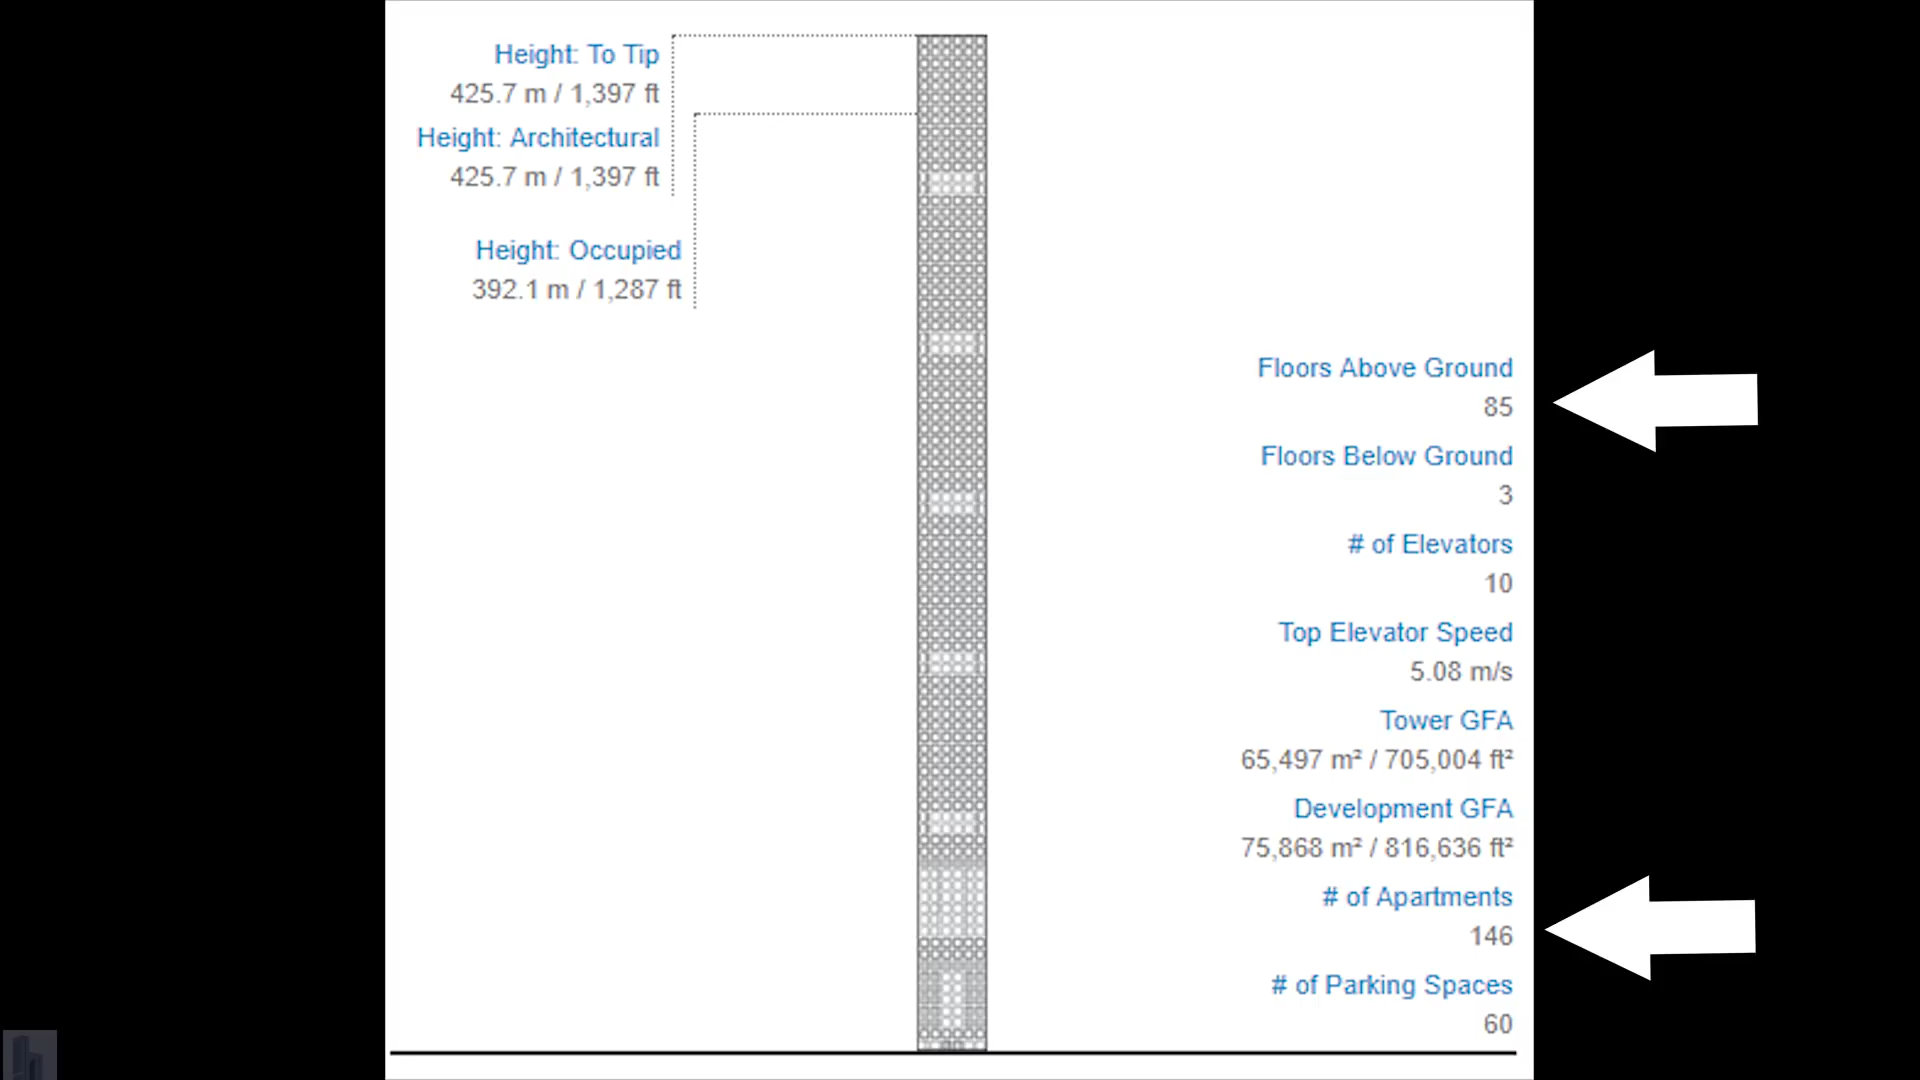 Height: To Tip
425.7 m / 1,397 ft
Height: Architectural
425.7 m / 1,397 ft
Height: Occupied
392.1 m / 1,287 ft
Floors Above Ground
85
Floors Below Ground
3
# of Elevators
10
Top Elevator Speed
5.08 m/s
Tower GFA
65,497 m² / 705,004 ft²
Development GFA
75,868 m² / 816,636 ft²
# of Apartments
146
# of Parking Spaces
60